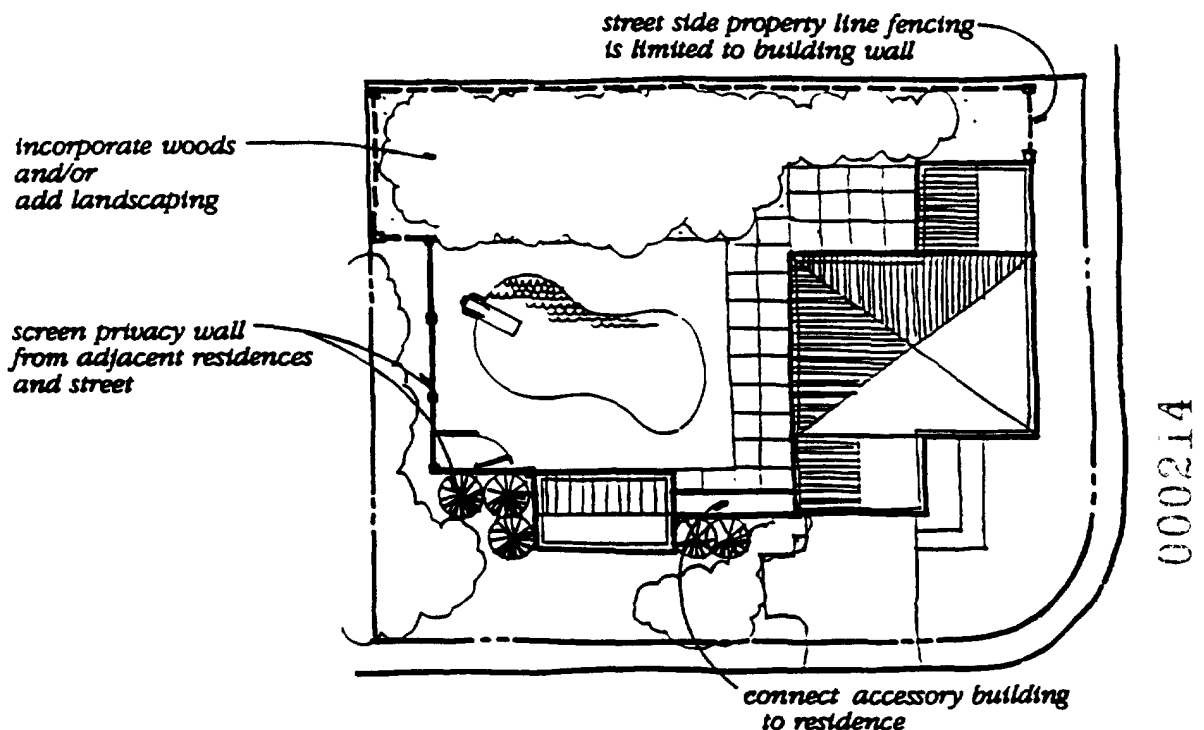 street side property line fencing
is limited to building wall
incorporate woods
and/or
add landscaping
screen privacy wall
from adjacent residences
and street
000214
connect accessory building
to residence